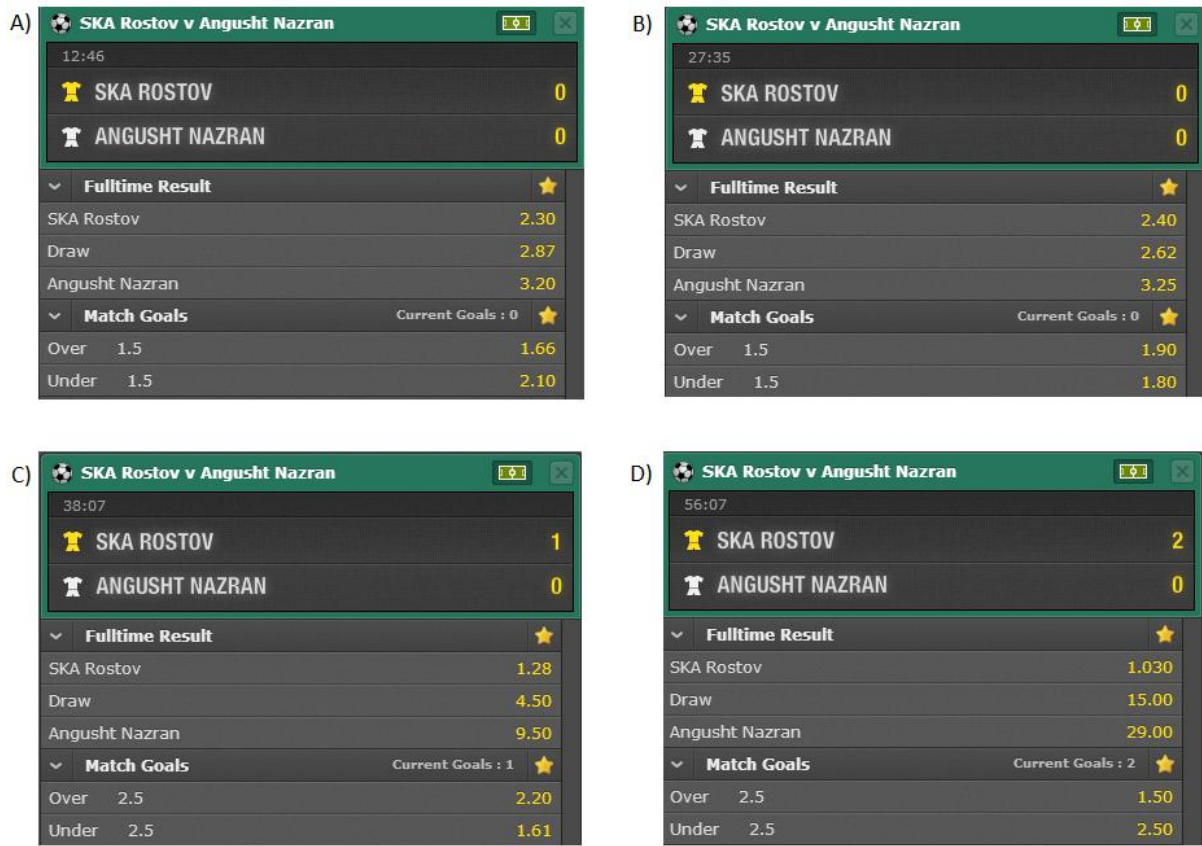 A)
SKA Rostov v Angusht Nazran
12:46
SKA ROSTOV 0
ANGUSHT NAZRAN 0
Fulltime Result
SKA Rostov 2.30
Draw 2.87
Angusht Nazran 3.20
Match Goals Current Goals : 0
Over 1.5 1.66
Under 1.5 2.10
B)
SKA Rostov v Angusht Nazran
27:35
SKA ROSTOV 0
ANGUSHT NAZRAN 0
Fulltime Result
SKA Rostov 2.40
Draw 2.62
Angusht Nazran 3.25
Match Goals Current Goals : 0
Over 1.5 1.90
Under 1.5 1.80
C)
SKA Rostov v Angusht Nazran
38:07
SKA ROSTOV 1
ANGUSHT NAZRAN 0
Fulltime Result
SKA Rostov 1.28
Draw 4.50
Angusht Nazran 9.50
Match Goals Current Goals : 1
Over 2.5 2.20
Under 2.5 1.61
D)
SKA Rostov v Angusht Nazran
56:07
SKA ROSTOV 2
ANGUSHT NAZRAN 0
Fulltime Result
SKA Rostov 1.030
Draw 15.00
Angusht Nazran 29.00
Match Goals Current Goals : 2
Over 2.5 1.50
Under 2.5 2.50